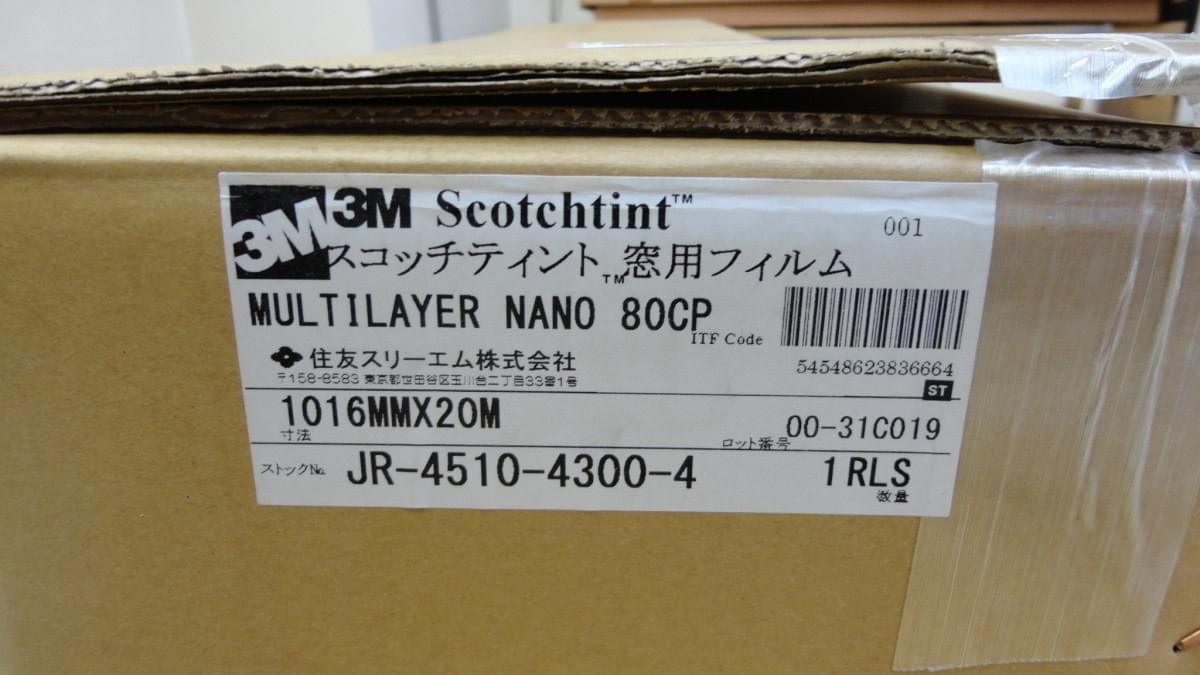 3M 3M Scotchtint™ 001
スコッチティント™窓用フィルム
MULTILAYER NANO 80CP
ITF Code
住友スリーエム株式会社
54548623836664
〒158-8583 東京都世田谷区玉川台二丁目33番1号
ST
1016MMX20M 00-31C019
寸法 ロット番号
ストックNo. JR-4510-4300-4 1RLS
数量